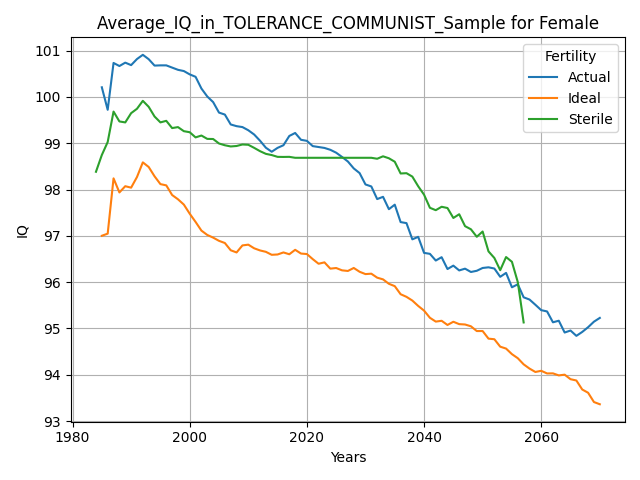 Average_IQ_in_TOLERANCE_COMMUNIST_Sample for Female
Fertility
Actual
Ideal
Sterile
IQ
101
100
99
98
97
96
95
94
93
1980
2000
2020
2040
2060
Years